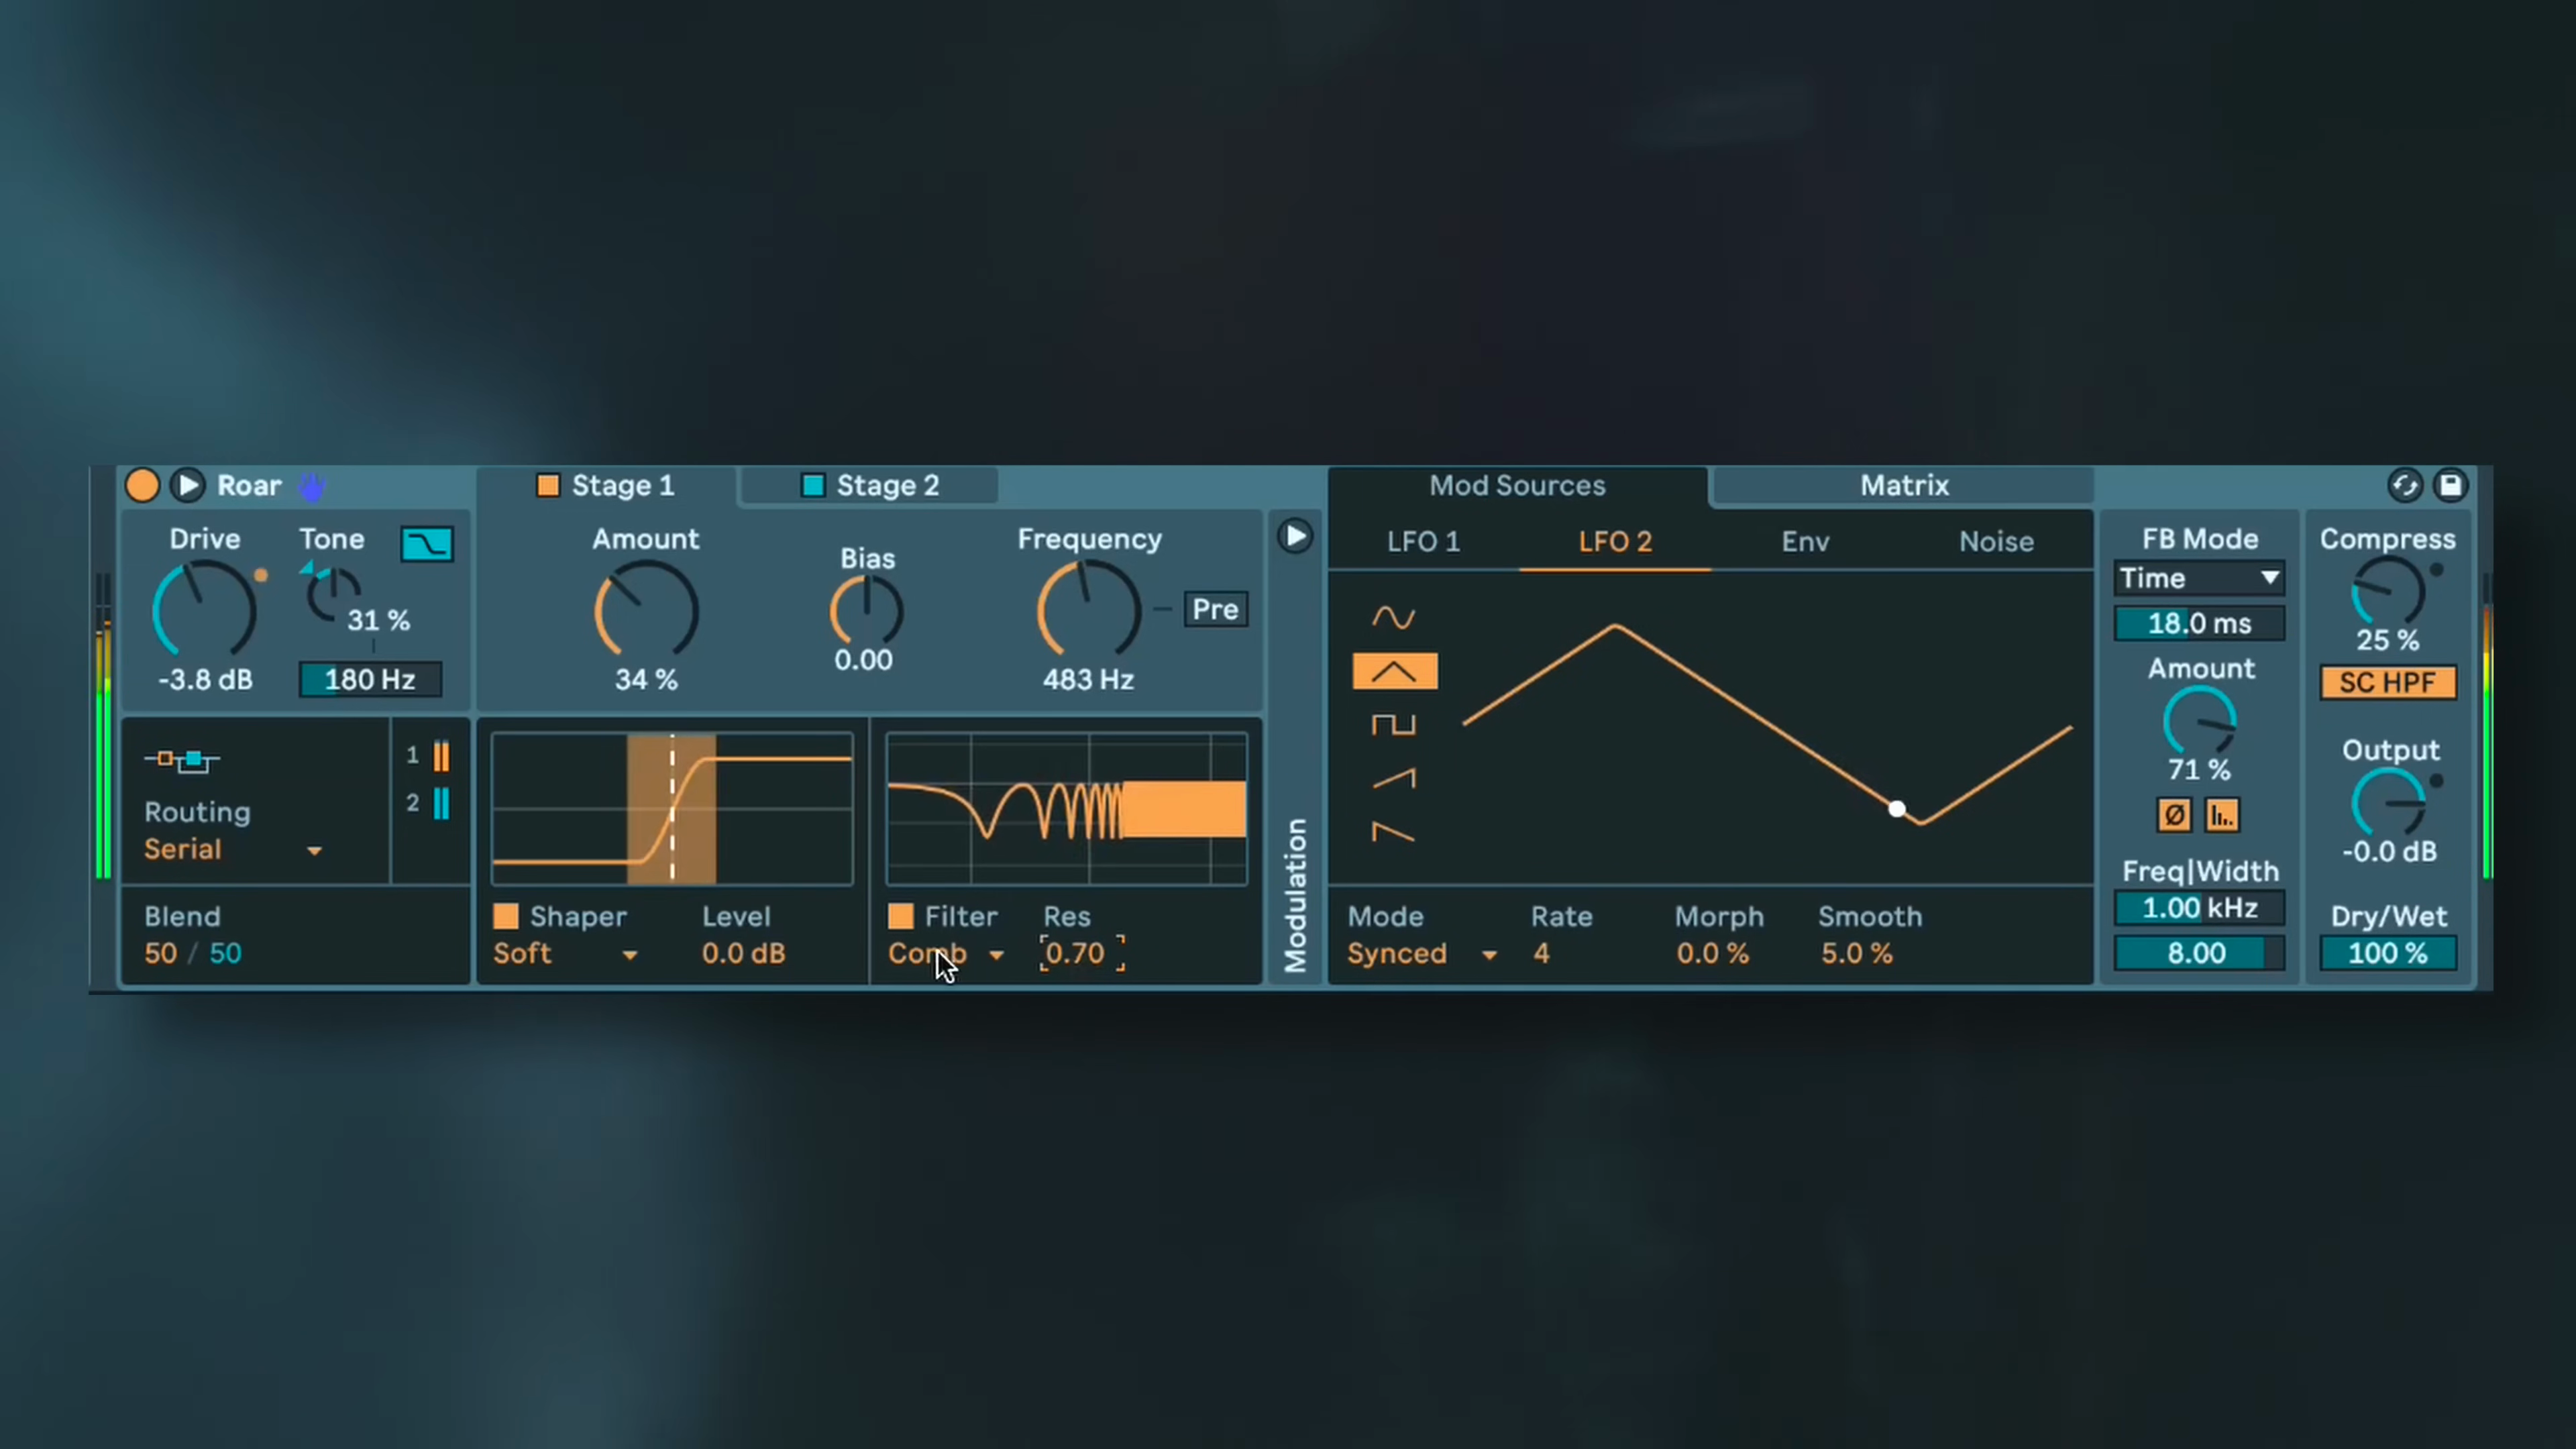 Roar
Stage 1
Stage 2
Mod Sources
Matrix
Drive
Tone
-3.8 dB
31 %
180 Hz
Amount
34 %
Bias
0.00
Frequency
483 Hz
Pre
LFO 1
LFO 2
Env
Noise
FB Mode
Time
18.0 ms
Amount
71 %
Ø
Freq|Width
1.00 kHz
8.00
Compress
25 %
SC HPF
Output
-0.0 dB
Dry/Wet
100 %
Routing
Serial
1
2
Blend
50 / 50
Shaper
Soft
Level
0.0 dB
Filter
Comb
Res
0.70
Modulation
Mode
Synced
Rate
4
Morph
0.0 %
Smooth
5.0 %